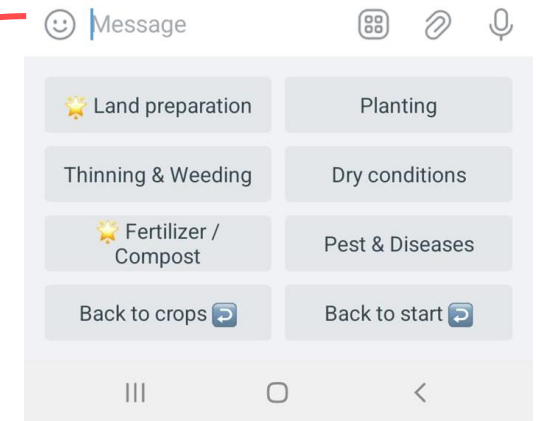 Message
🌟 Land preparation
Planting
Thinning & Weeding
Dry conditions
🌟 Fertilizer /
Compost
Pest & Diseases
Back to crops ↩️
Back to start ↩️